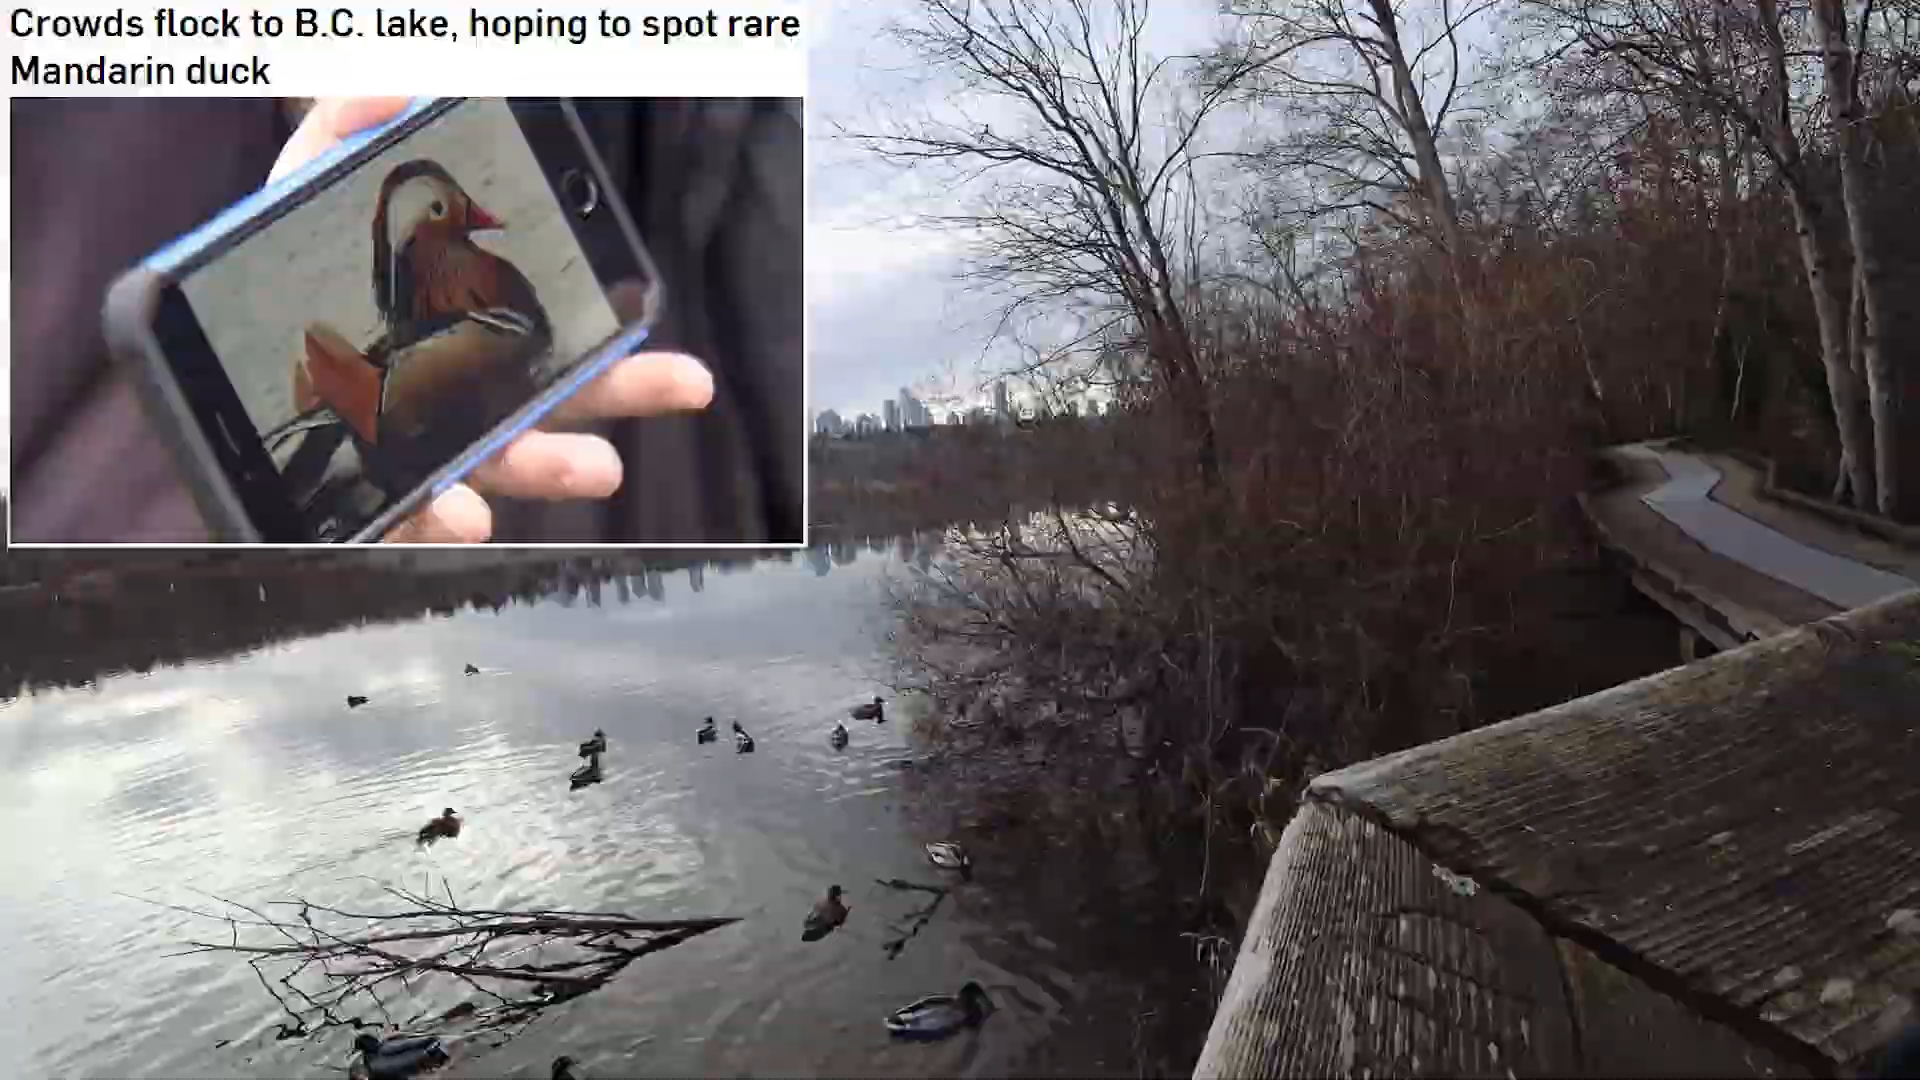 Crowds flock to B.C. lake, hoping to spot rare
Mandarin duck